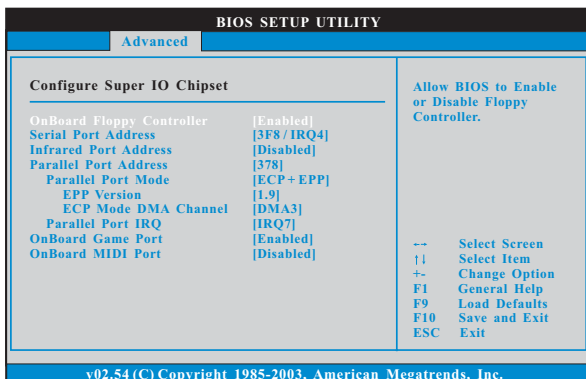 BIOS SETUP UTILITY
Advanced
Configure Super IO Chipset
OnBoard Floppy Controller [Enabled]
Serial Port Address [3F8 / IRQ4]
Infrared Port Address [Disabled]
Parallel Port Address [378]
Parallel Port Mode [ECP + EPP]
EPP Version [1.9]
ECP Mode DMA Channel [DMA3]
Parallel Port IRQ [IRQ7]
OnBoard Game Port [Enabled]
OnBoard MIDI Port [Disabled]
Allow BIOS to Enable
or Disable Floppy
Controller.
←→ Select Screen
↑↓ Select Item
+- Change Option
F1 General Help
F9 Load Defaults
F10 Save and Exit
ESC Exit
v02.54 (C) Copyright 1985-2003, American Megatrends, Inc.